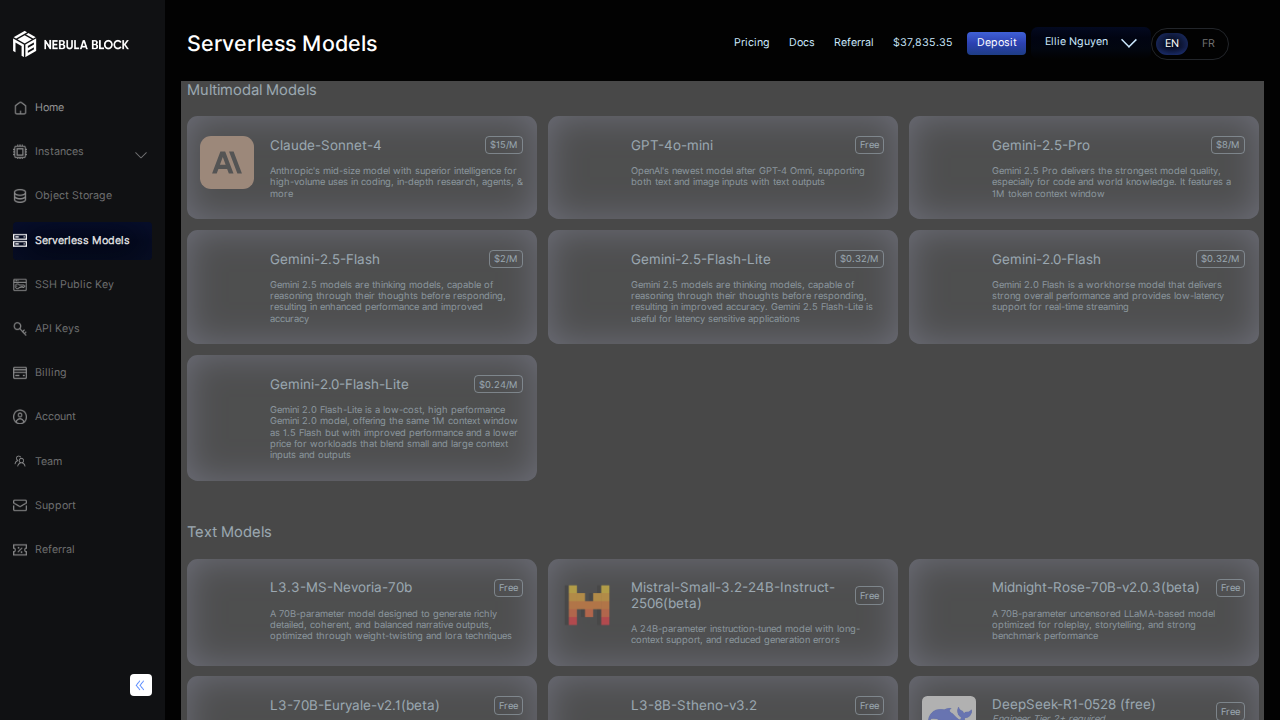 NEBULA BLOCK
Serverless Models
Pricing
Docs
Referral
$37,835.35
Deposit
Ellie Nguyen
EN
FR
Home
Instances
Object Storage
Serverless Models
SSH Public Key
API Keys
Billing
Account
Team
Support
Referral
Multimodal Models
Claude-Sonnet-4
$15/M
Anthropic's mid-size model with superior intelligence for
high-volume uses in coding, in-depth research, agents, &
more
GPT-4o-mini
Free
OpenAI's newest model after GPT-4 Omni, supporting
both text and image inputs with text outputs
Gemini-2.5-Pro
$8/M
Gemini 2.5 Pro delivers the strongest model quality,
especially for code and world knowledge. It features a
1M token context window
Gemini-2.5-Flash
$2/M
Gemini 2.5 models are thinking models, capable of
reasoning through their thoughts before responding,
resulting in enhanced performance and improved
accuracy
Gemini-2.5-Flash-Lite
$0.32/M
Gemini 2.5 models are thinking models, capable of
reasoning through their thoughts before responding,
resulting in improved accuracy. Gemini 2.5 Flash-Lite is
useful for latency sensitive applications
Gemini-2.0-Flash
$0.32/M
Gemini 2.0 Flash is a workhorse model that delivers
strong overall performance and provides low-latency
support for real-time streaming
Gemini-2.0-Flash-Lite
$0.24/M
Gemini 2.0 Flash-Lite is a low-cost, high performance
Gemini 2.0 model, offering the same 1M context window
as 1.5 Flash but with improved performance and a lower
price for workloads that blend small and large context
inputs and outputs
Text Models
L3.3-MS-Nevoria-70b
Free
A 70B-parameter model designed to generate richly
detailed, coherent, and balanced narrative outputs,
optimized through weight-twisting and lora techniques
Mistral-Small-3.2-24B-Instruct-
2506(beta)
Free
A 24B-parameter instruction-tuned model with long-
context support, and reduced generation errors
Midnight-Rose-70B-v2.0.3(beta)
Free
A 70B-parameter uncensored LLaMA-based model
optimized for roleplay, storytelling, and strong
benchmark performance
L3-70B-Euryale-v2.1(beta)
Free
L3-8B-Stheno-v3.2
Free
DeepSeek-R1-0528 (free)
Engineer Tier 2+ required
Free